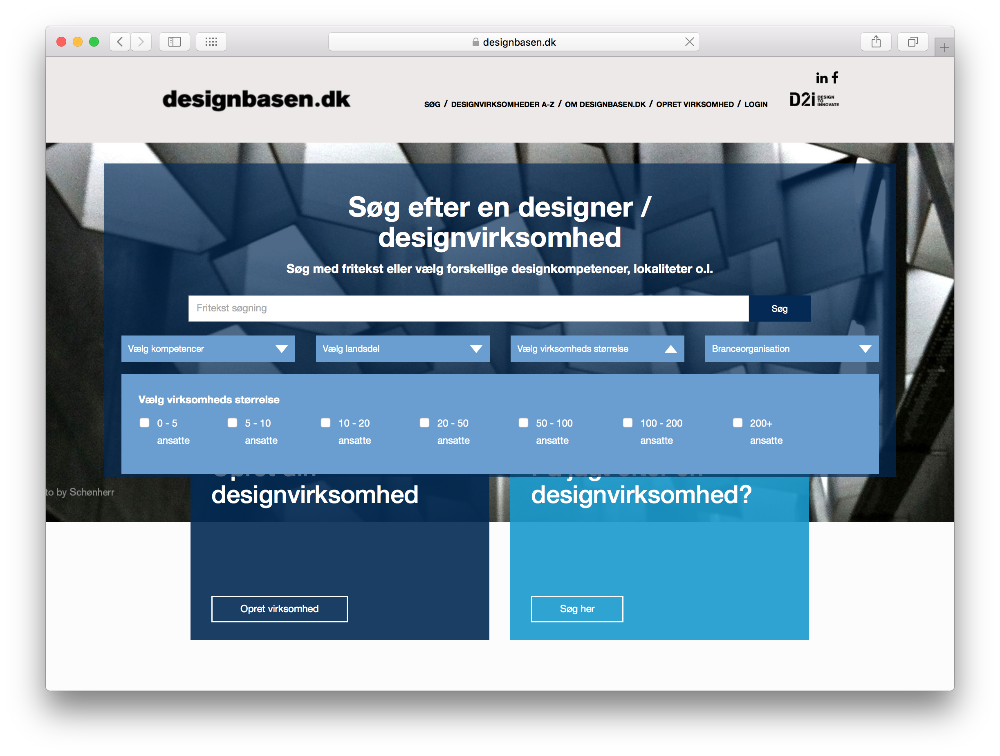 designbasen.dk
in f
designbasen.dk
SØG / DESIGNVIRKSOMHEDER A-Z / OM DESIGNBASEN.DK / OPRET VIRKSOMHED / LOGIN
D2i DESIGN
TO
INNOVATE
Søg efter en designer /
designvirksomhed
Søg med fritekst eller vælg forskellige designkompetencer, lokaliteter o.l.
Fritekst søgning
Søg
Vælg kompetencer
Vælg landsdel
Vælg virksomheds størrelse
Branceorganisation
Vælg virksomheds størrelse
0 - 5
ansatte
5 - 10
ansatte
10 - 20
ansatte
20 - 50
ansatte
50 - 100
ansatte
100 - 200
ansatte
200+
ansatte
to by Schønherr
designvirksomhed
designvirksomhed?
Opret virksomhed
Søg her